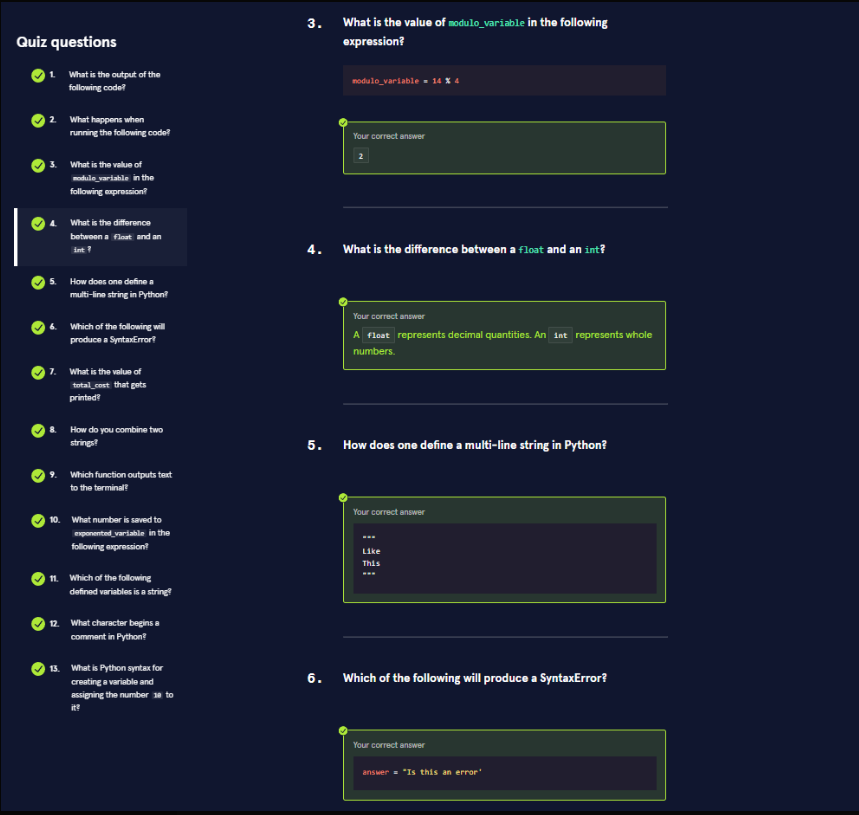 Quiz questions
1. What is the output of the
following code?
2. What happens when
running the following code?
3. What is the value of
modulo_variable in the
following expression?
4. What is the difference
between a float and an
int ?
5. How does one define a
multi-line string in Python?
6. Which of the following will
produce a SyntaxError?
7. What is the value of
total_cost that gets
printed?
8. How do you combine two
strings?
9. Which function outputs text
to the terminal?
10. What number is saved to
exponented_variable in the
following expression?
11. Which of the following
defined variables is a string?
12. What character begins a
comment in Python?
13. What is Python syntax for
creating a variable and
assigning the number 10 to
it?
3. What is the value of modulo_variable in the following
expression?
modulo_variable = 14 % 4
Your correct answer
2
4. What is the difference between a float and an int?
Your correct answer
A float represents decimal quantities. An int represents whole
numbers.
5. How does one define a multi-line string in Python?
Your correct answer
"""
Like
This
"""
6. Which of the following will produce a SyntaxError?
Your correct answer
answer = "Is this an error'